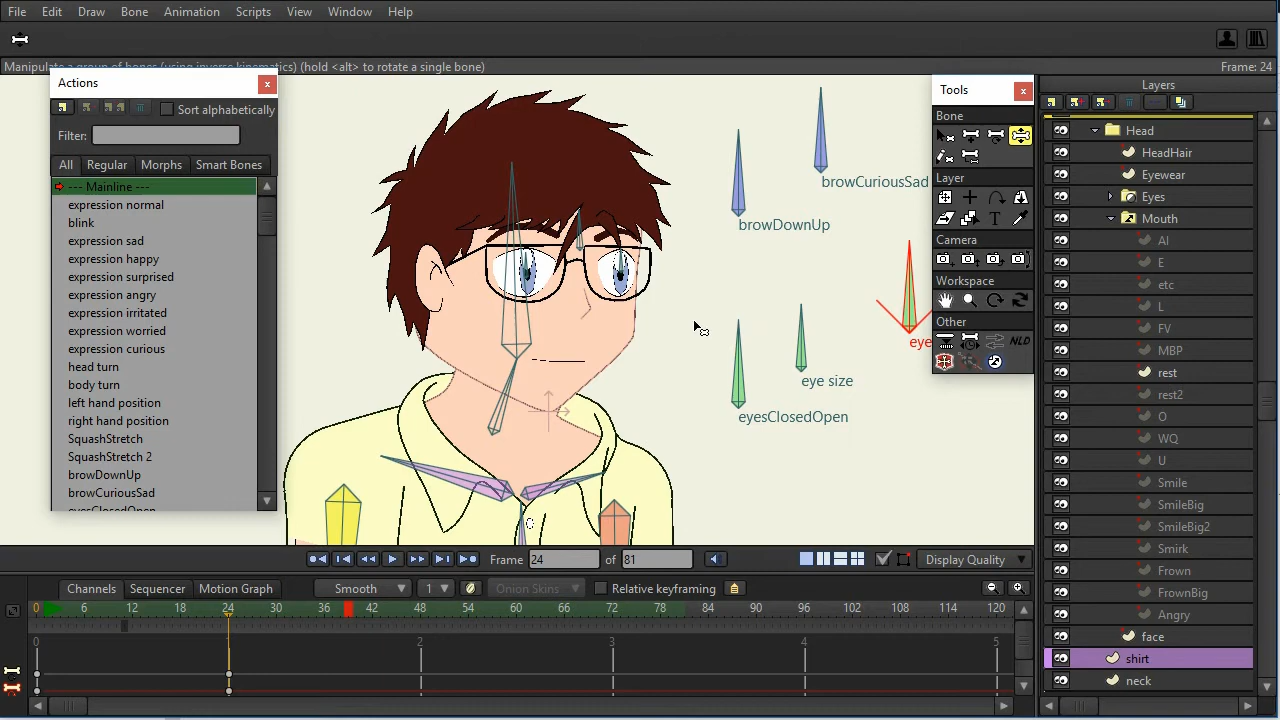 File Edit Draw Bone Animation Scripts View Window Help
Manipulate a group of bones (using inverse kinematics) (hold <alt> to rotate a single bone)
Frame: 24
Actions
Sort alphabetically
Filter:
All Regular Morphs Smart Bones
--- Mainline ---
expression normal
blink
expression sad
expression happy
expression surprised
expression angry
expression irritated
expression worried
expression curious
head turn
body turn
left hand position
right hand position
SquashStretch
SquashStretch 2
browDownUp
browCuriousSad
eyesClosedOpen
browCuriousSad
browDownUp
eye
eye size
eyesClosedOpen
Tools
Bone
Layer
T
Camera
Workspace
Other
NLD
Layers
Head
HeadHair
Eyewear
Eyes
Mouth
AI
E
etc
L
FV
MBP
rest
rest2
O
WQ
U
Smile
SmileBig
SmileBig2
Smirk
Frown
FrownBig
Angry
face
shirt
neck
Frame 24 of 81
Display Quality
Channels Sequencer Motion Graph Smooth 1 Onion Skins Relative keyframing
0 6 12 18 24 30 36 42 48 54 60 66 72 78 84 90 96 102 108 114 120
0 1 2 3 4 5